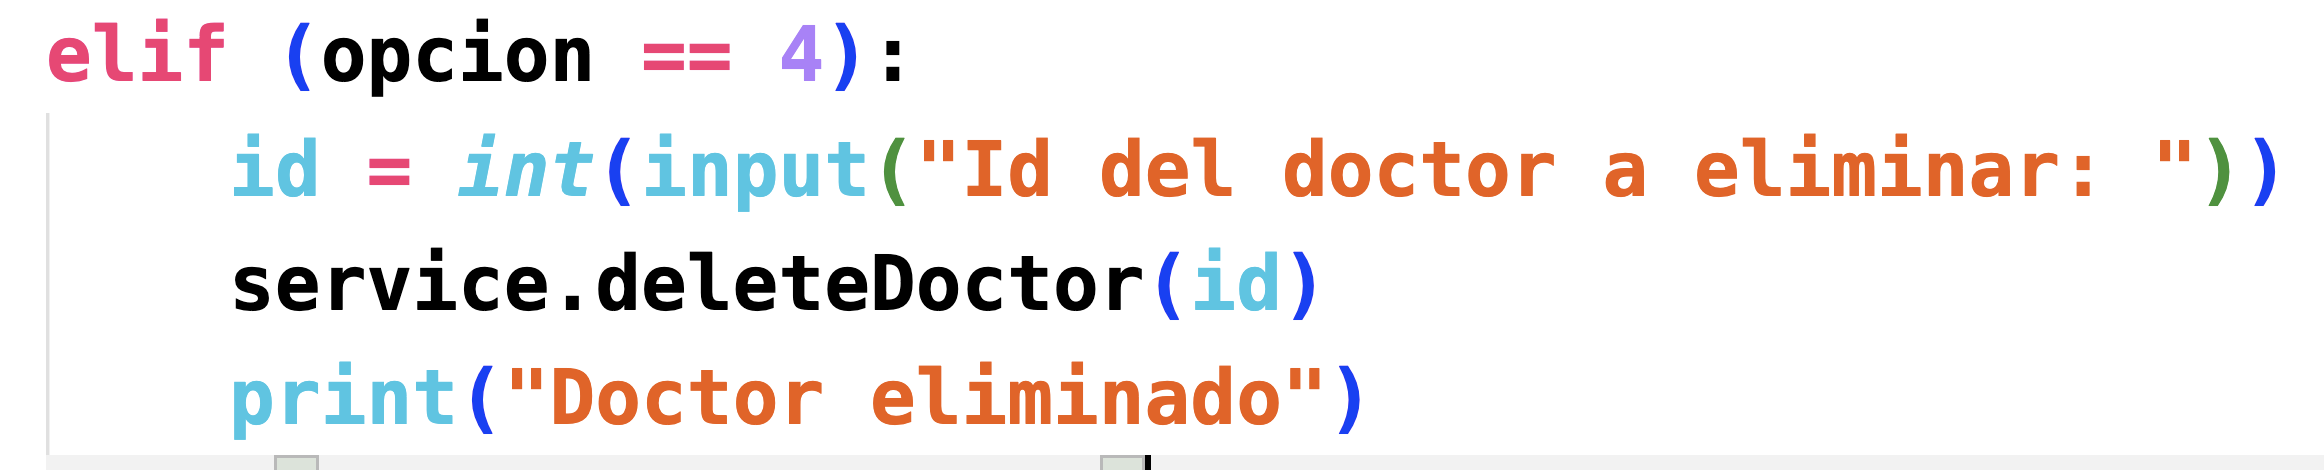 elif (opcion == 4):
    id = int(input("Id del doctor a eliminar: "))
    service.deleteDoctor(id)
    print("Doctor eliminado")